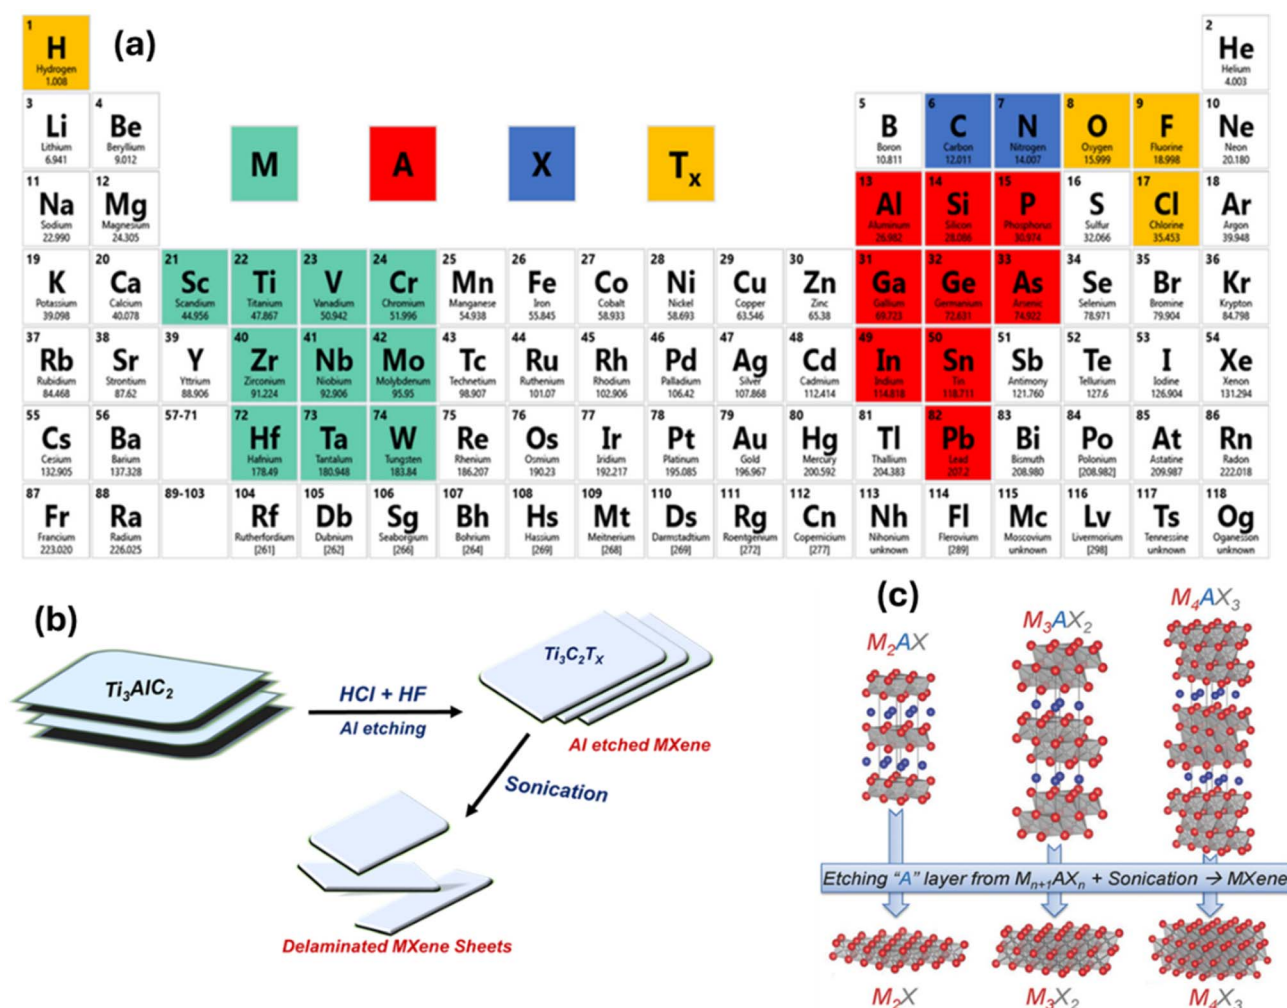 1 2
H (a) He
Hydrogen Helium
1.008 4.003
3 4 5 6 7 8 9 10
Li Be B C N O F Ne
Lithium Beryllium Boron Carbon Nitrogen Oxygen Fluorine Neon
6.941 9.012 10.811 12.011 14.007 15.999 18.998 20.180
M A X Tx
11 12 13 14 15 16 17 18
Na Mg Al Si P S Cl Ar
Sodium Magnesium Aluminum Silicon Phosphorus Sulfur Chlorine Argon
22.990 24.305 26.982 28.086 30.974 32.066 35.453 39.948
19 20 21 22 23 24 25 26 27 28 29 30 31 32 33 34 35 36
K Ca Sc Ti V Cr Mn Fe Co Ni Cu Zn Ga Ge As Se Br Kr
Potassium Calcium Scandium Titanium Vanadium Chromium Manganese Iron Cobalt Nickel Copper Zinc Gallium Germanium Arsenic Selenium Bromine Krypton
39.098 40.078 44.956 47.867 50.942 51.996 54.938 55.845 58.933 58.693 63.546 65.38 69.723 72.631 74.922 78.971 79.904 84.798
37 38 39 40 41 42 43 44 45 46 47 48 49 50 51 52 53 54
Rb Sr Y Zr Nb Mo Tc Ru Rh Pd Ag Cd In Sn Sb Te I Xe
Rubidium Strontium Yttrium Zirconium Niobium Molybdenum Technetium Ruthenium Rhodium Palladium Silver Cadmium Indium Tin Antimony Tellurium Iodine Xenon
84.468 87.62 88.906 91.224 92.906 95.95 98.907 101.07 102.906 106.42 107.868 112.414 114.818 118.711 121.760 127.6 126.904 131.294
55 56 57-71 72 73 74 75 76 77 78 79 80 81 82 83 84 85 86
Cs Ba Hf Ta W Re Os Ir Pt Au Hg Tl Pb Bi Po At Rn
Cesium Barium Hafnium Tantalum Tungsten Rhenium Osmium Iridium Platinum Gold Mercury Thallium Lead Bismuth Polonium Astatine Radon
132.905 137.328 178.49 180.948 183.84 186.207 190.23 192.217 195.085 196.967 200.592 204.383 207.2 208.980 [208.982] 209.987 222.018
87 88 89-103 104 105 106 107 108 109 110 111 112 113 114 115 116 117 118
Fr Ra Rf Db Sg Bh Hs Mt Ds Rg Cn Nh Fl Mc Lv Ts Og
Francium Radium Rutherfordium Dubnium Seaborgium Bohrium Hassium Meitnerium Darmstadtium Roentgenium Copernicium Nihonium Flerovium Moscovium Livermorium Tennessine Oganesson
223.020 226.025 [261] [262] [266] [264] [269] [268] [269] [272] [277] unknown [289] unknown [298] unknown unknown
(b)
Ti3AlC2
HCl + HF
Al etching
Ti3C2TX
Al etched MXene
Sonication
Delaminated MXene Sheets
(c)
M2AX
M3AX2
M4AX3
Etching "A" layer from Mn+1AXn + Sonication → MXene
M2X
M3X2
M4X3